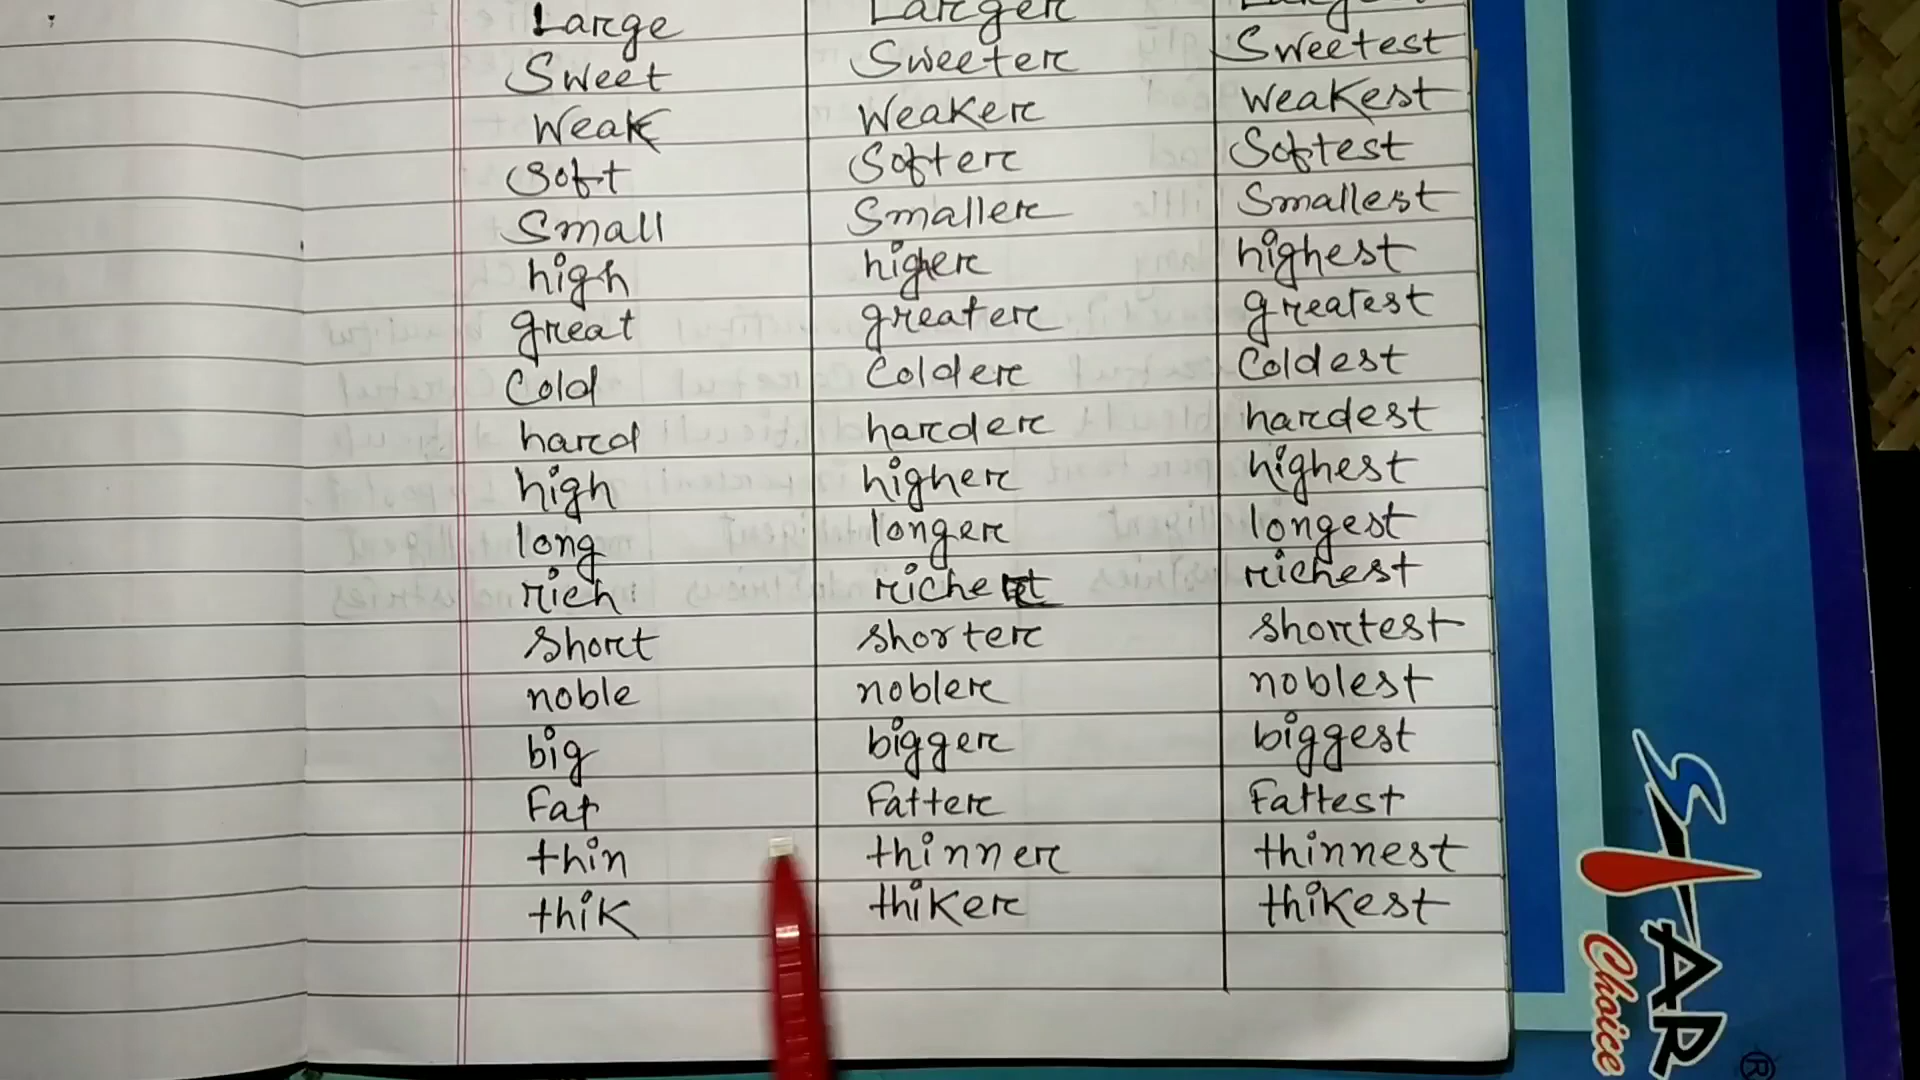 Large Larger
Sweet Sweeter Sweetest
Weak Weaker Weakest
Soft Softer Softest
Small Smaller Smallest
high higher highest
great greater greatest
Cold Colder Coldest
hard harder hardest
high higher highest
long longer longest
rich richer richest
short shorter shortest
noble nobler noblest
big bigger biggest
Fat Fatter Fattest
thin thinner thinnest
thik thiker thikest
STAR
Choice
®